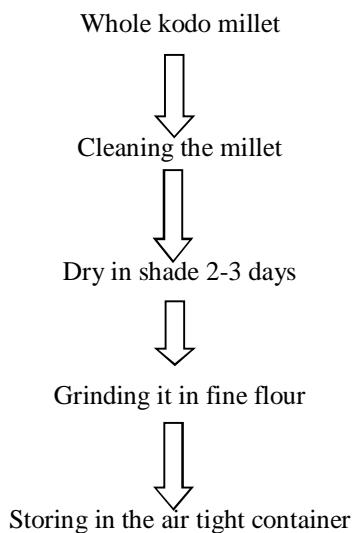 Whole kodo millet
Cleaning the millet
Dry in shade 2-3 days
Grinding it in fine flour
Storing in the air tight container